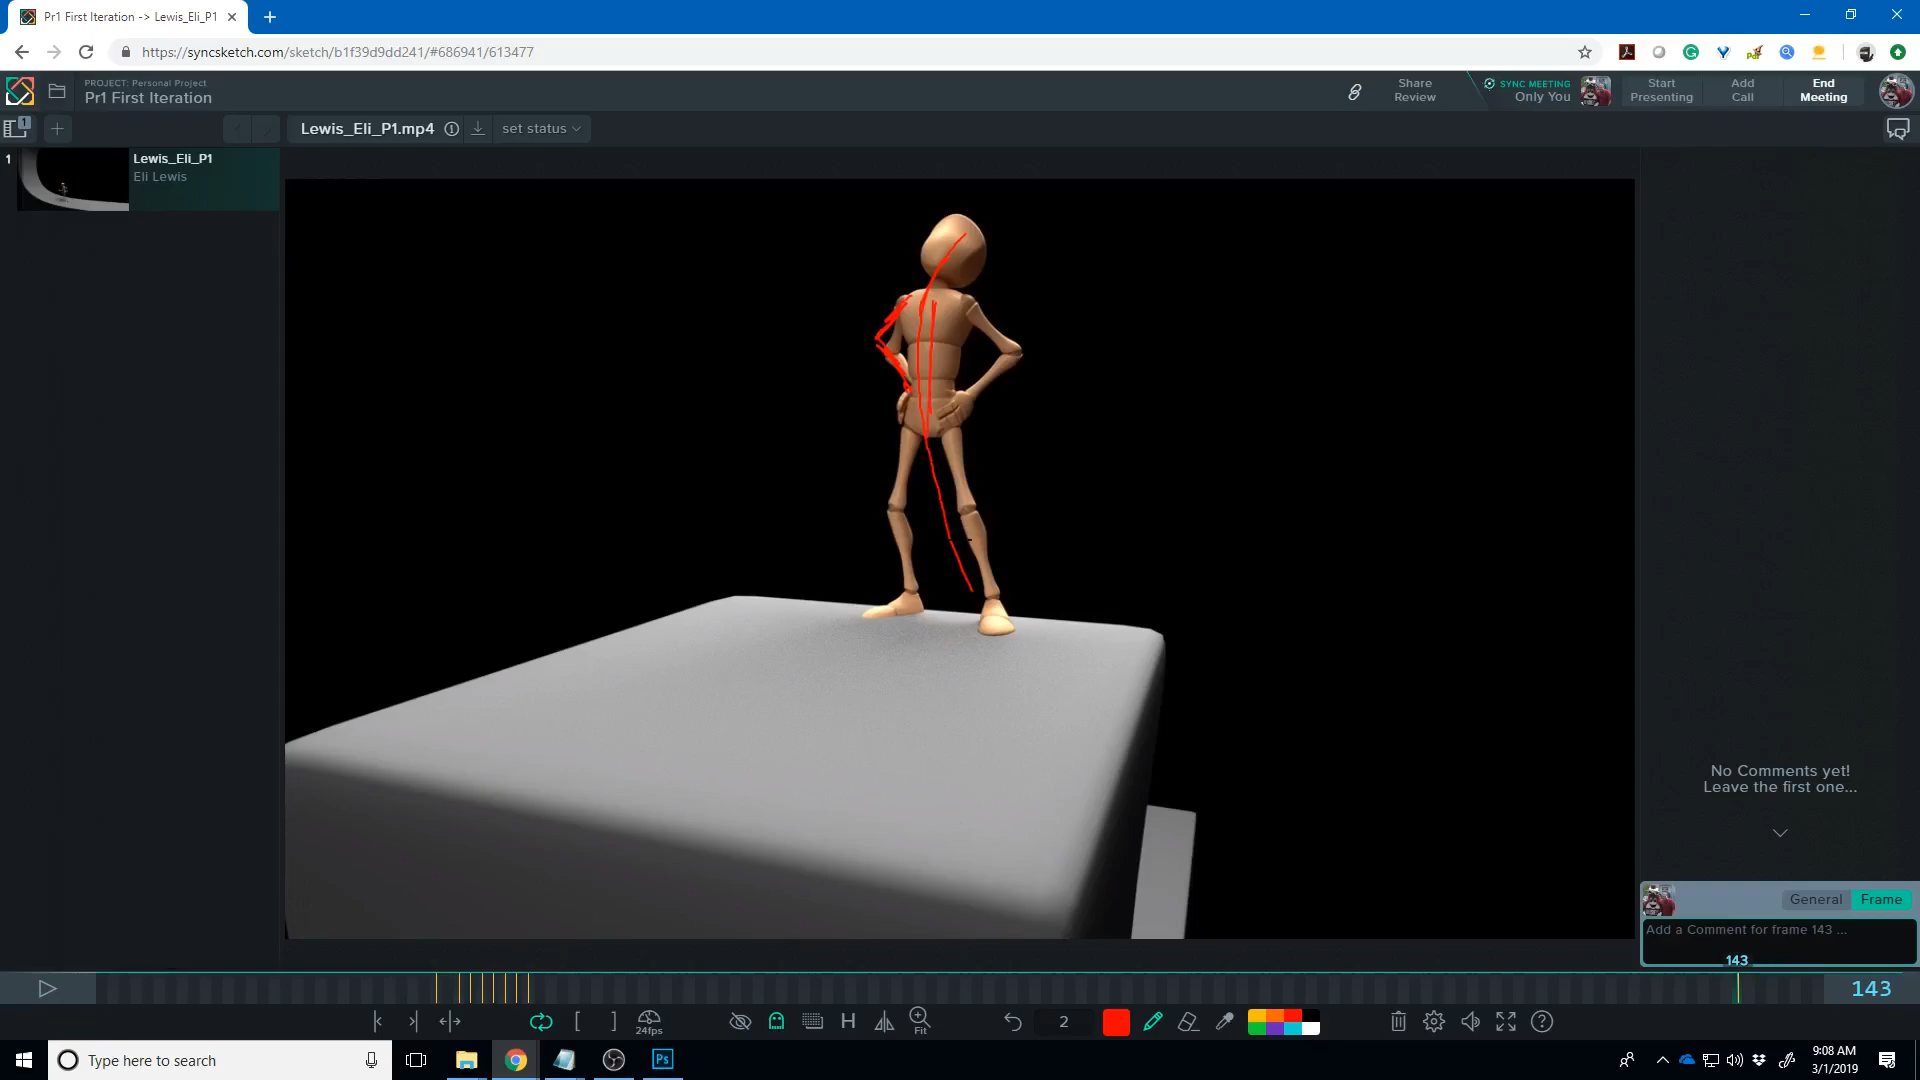 Pr1 First Iteration -> Lewis_Eli_P1
https://syncsketch.com/sketch/b1f39d9dd241/#686941/613477
PROJECT: Personal Project
Pr1 First Iteration
Share
Review
SYNC MEETING
Only You
Start
Presenting
Add
Call
End
Meeting
1
Lewis_Eli_P1.mp4
set status
1
Lewis_Eli_P1
Eli Lewis
No Comments yet!
Leave the first one...
General
Frame
Add a Comment for frame 143 ...
143
143
24fps
H
Fit
2
Type here to search
Ps
9:08 AM
3/1/2019